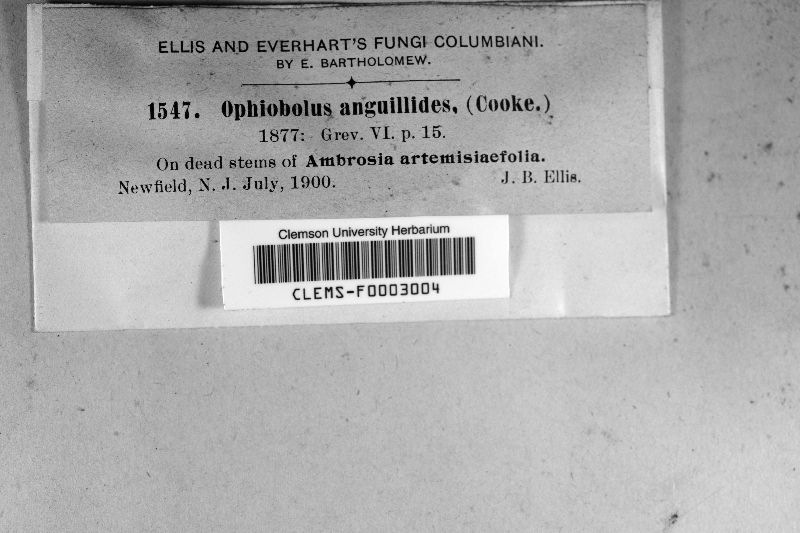 ELLIS AND EVERHART'S FUNGI COLUMBIANI.
BY E. BARTHOLOMEW.
1547. Ophiobolus anguillides, (Cooke.)
1877: Grev. VI. p. 15.
On dead stems of Ambrosia artemisiaefolia.
Newfield, N. J. July, 1900. J. B. Ellis.
Clemson University Herbarium
CLEMS-F0003004